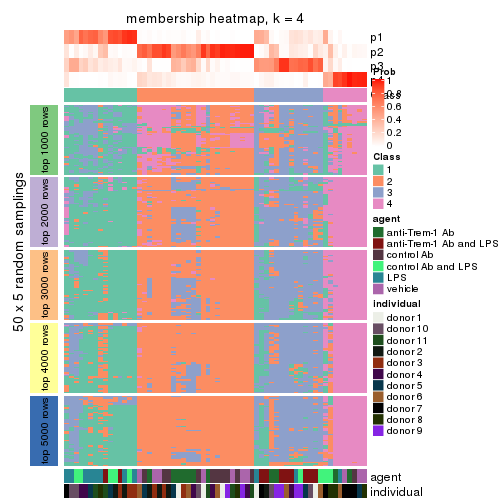 membership heatmap, k = 4
p1
p2
p3
p4
Prob
1
0.8
0.6
0.4
0.2
0
Class
1
2
3
4
agent
anti-Trem-1 Ab
anti-Trem-1 Ab and LPS
control Ab
control Ab and LPS
LPS
vehicle
individual
donor 1
donor 10
donor 11
donor 2
donor 3
donor 4
donor 5
donor 6
donor 7
donor 8
donor 9
50 x 5 random samplings
top 1000 rows
top 2000 rows
top 3000 rows
top 4000 rows
top 5000 rows
agent
individual